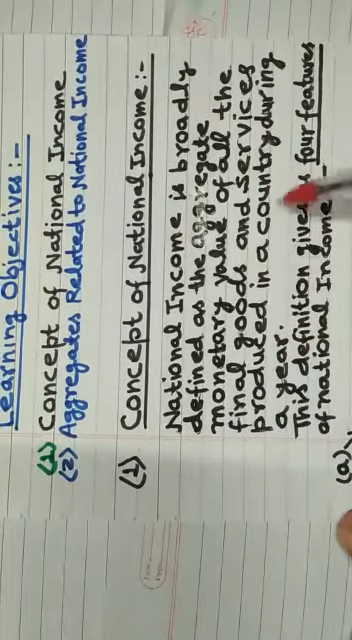 Learning Objectives:-
(1) Concept of National Income
(2) Aggregates Related to National Income
(1) Concept of National Income:-
National Income is broadly
defined as the aggregate
monetary value of all the
final goods and services
produced in a country during
a year.
This definition gives four features
of national Income
(a)